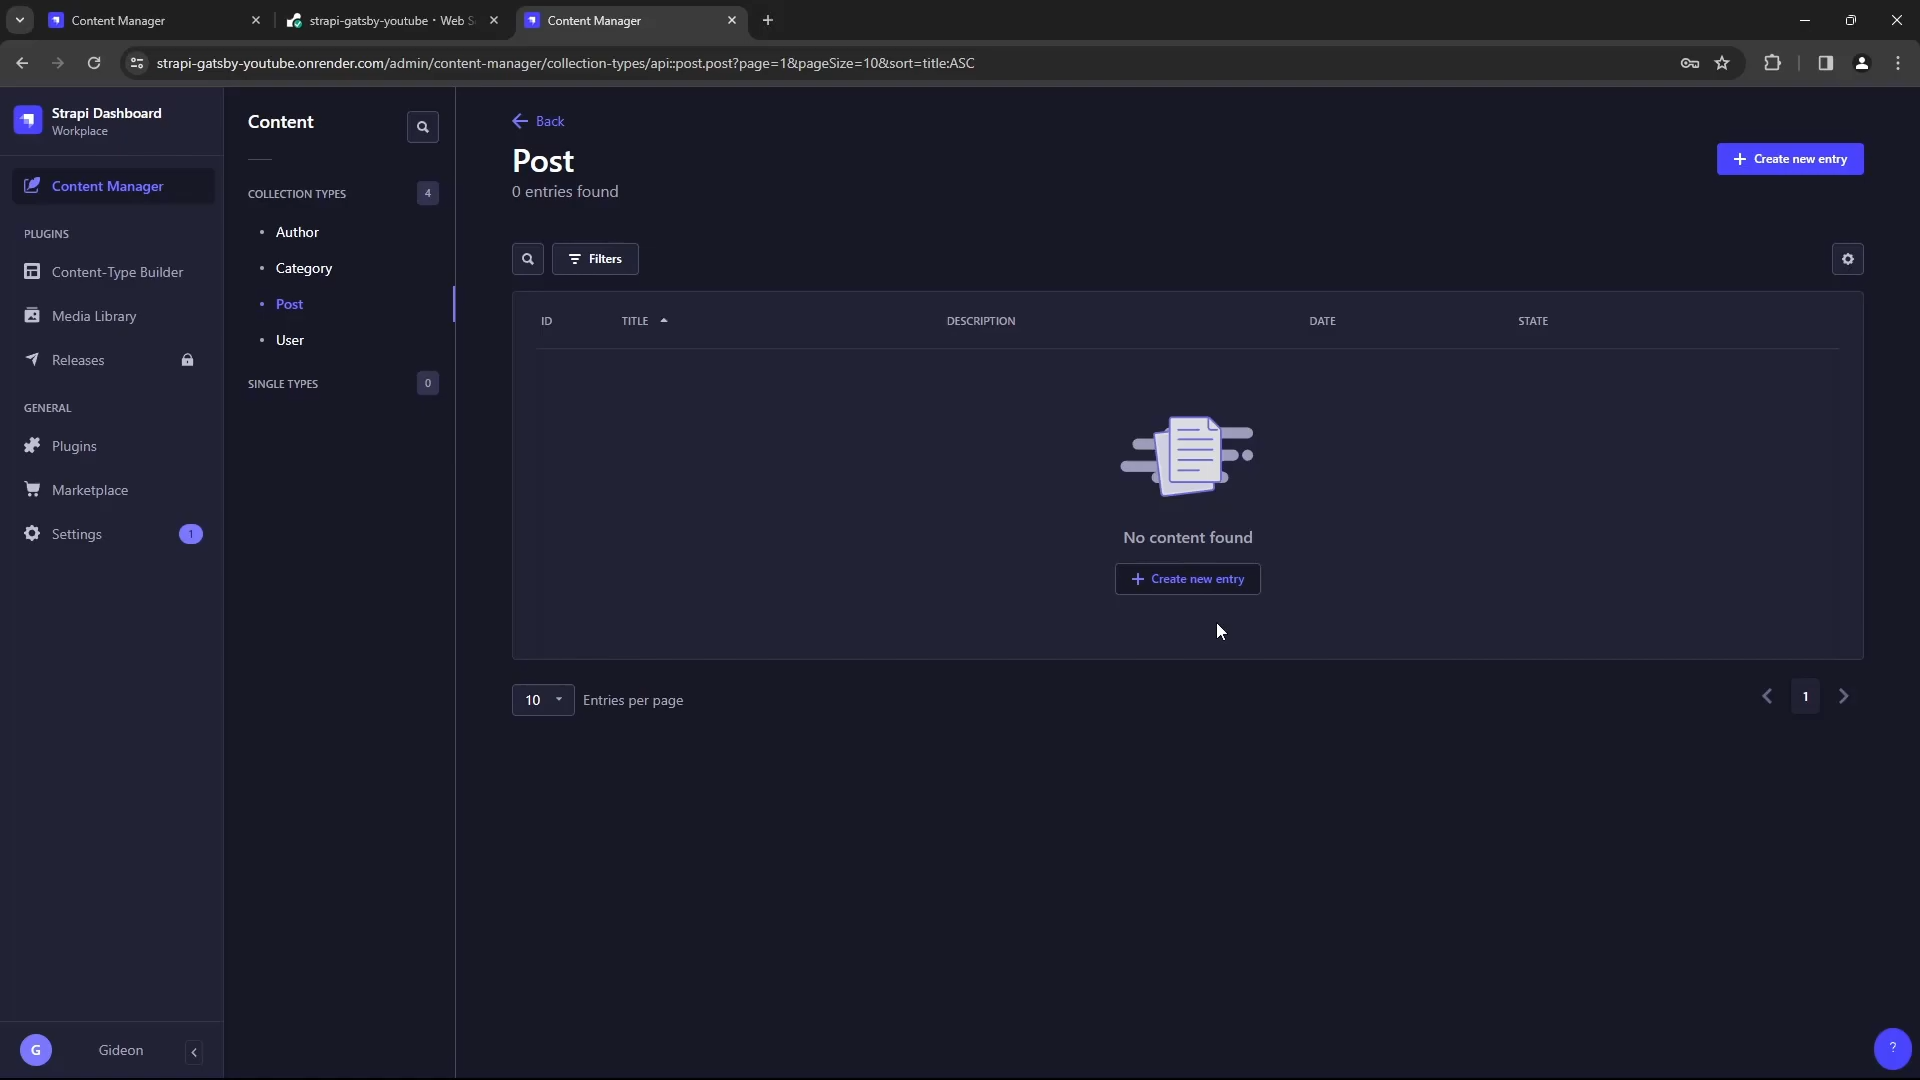 Content Manager
strapi-gatsby-youtube • Web S
Content Manager
strapi-gatsby-youtube.onrender.com/admin/content-manager/collection-types/api::post.post?page=1&pageSize=10&sort=title:ASC
Strapi Dashboard
Workplace
Content Manager
PLUGINS
Content-Type Builder
Media Library
Releases
GENERAL
Plugins
Marketplace
Settings 1
G Gideon
Content
COLLECTION TYPES 4
Author
Category
Post
User
SINGLE TYPES 0
Back
Post
0 entries found
Create new entry
Filters
ID TITLE DESCRIPTION DATE STATE
No content found
Create new entry
10 Entries per page
1
?